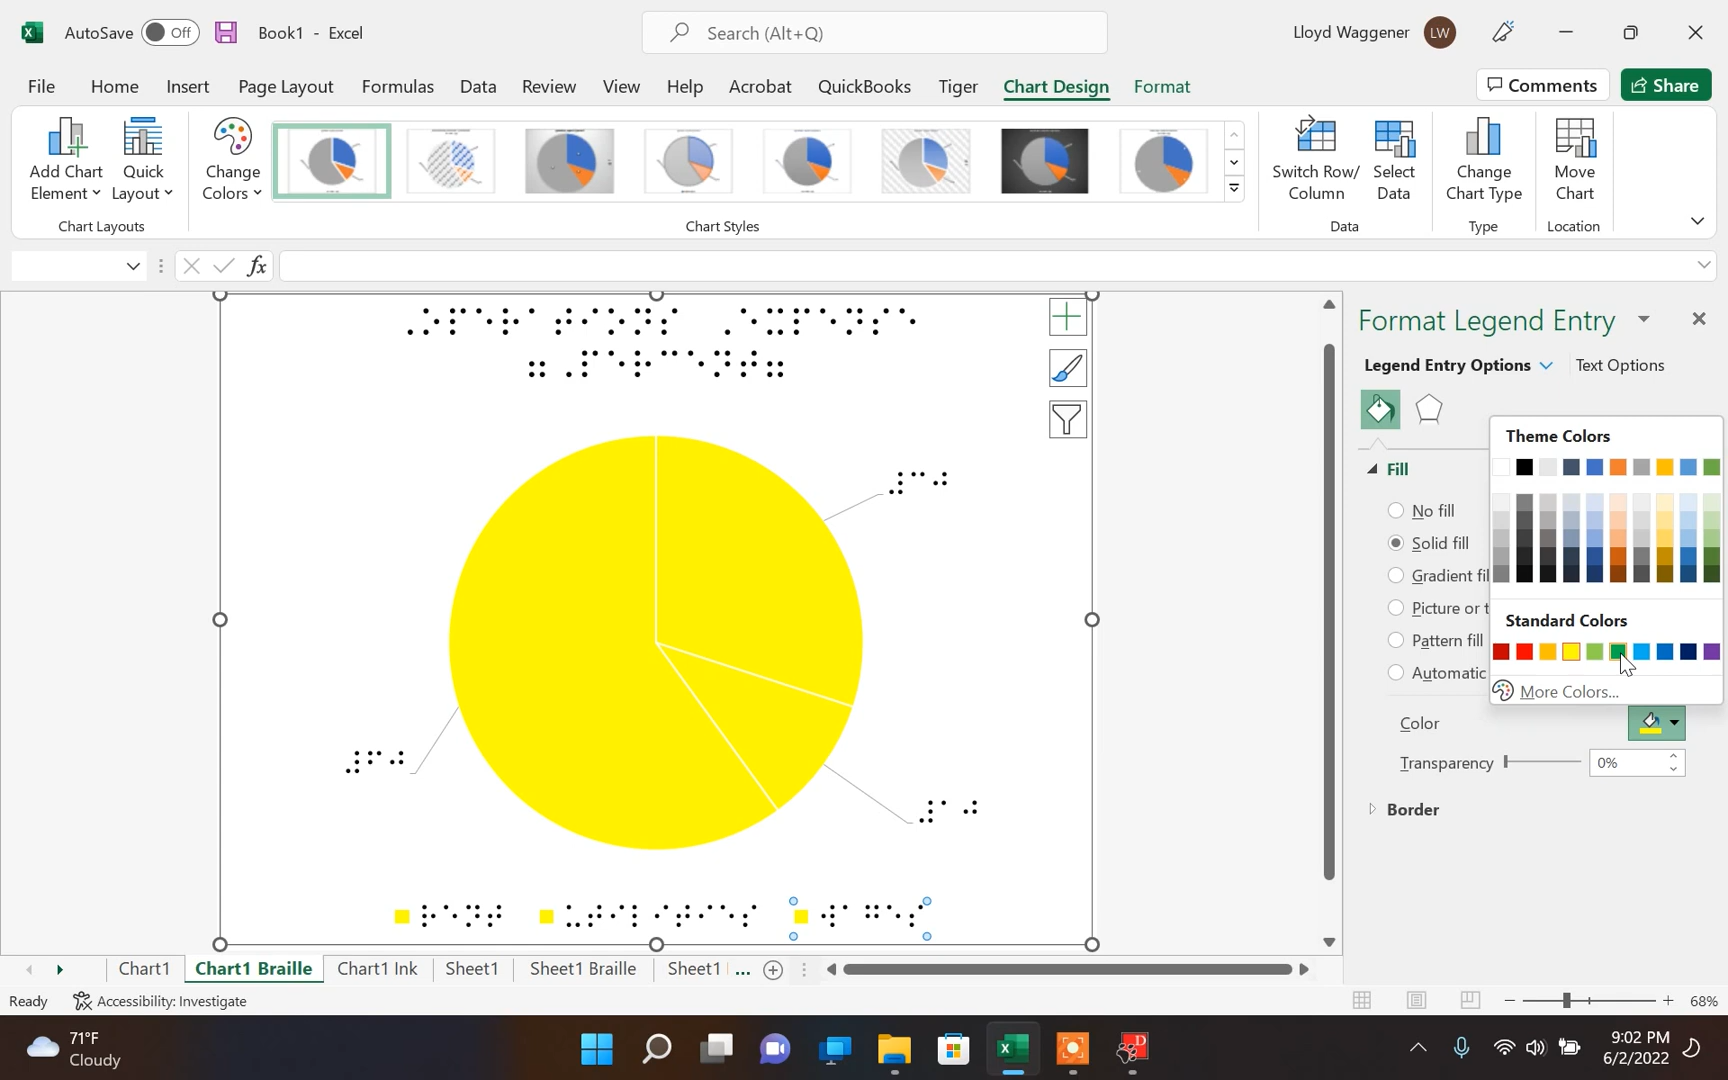 AutoSave Off Book1 - Excel Search (Alt+Q) Lloyd Waggener LW
File Home Insert Page Layout Formulas Data Review View Help Acrobat QuickBooks Tiger Chart Design Format Comments Share
Add Chart Element
Quick Layout
Change Colors
Switch Row/ Column
Select Data
Change Chart Type
Move Chart
Chart Layouts Chart Styles Data Type Location
fx
⠠⠕⠏⠑⠗⠁⠞⠊⠕⠝⠎ ⠠⠑⠭⠏⠑⠝⠎⠑
⠶⠠⠏⠑⠗⠉⠑⠝⠞⠶
⠼⠉⠚
⠼⠋⠚
⠼⠁⠚
⠗⠑⠝⠞ ⠥⠞⠊⠇⠊⠞⠊⠑⠎ ⠺⠁⠛⠑⠎
Format Legend Entry
Legend Entry Options Text Options
Fill
No fill
Solid fill
Gradient fil
Picture or t
Pattern fill
Automatic
Theme Colors
Standard Colors
More Colors...
Color
Transparency 0%
Border
Chart1 Chart1 Braille Chart1 Ink Sheet1 Sheet1 Braille Sheet1 ...
Ready Accessibility: Investigate 68%
71°F
Cloudy
9:02 PM
6/2/2022